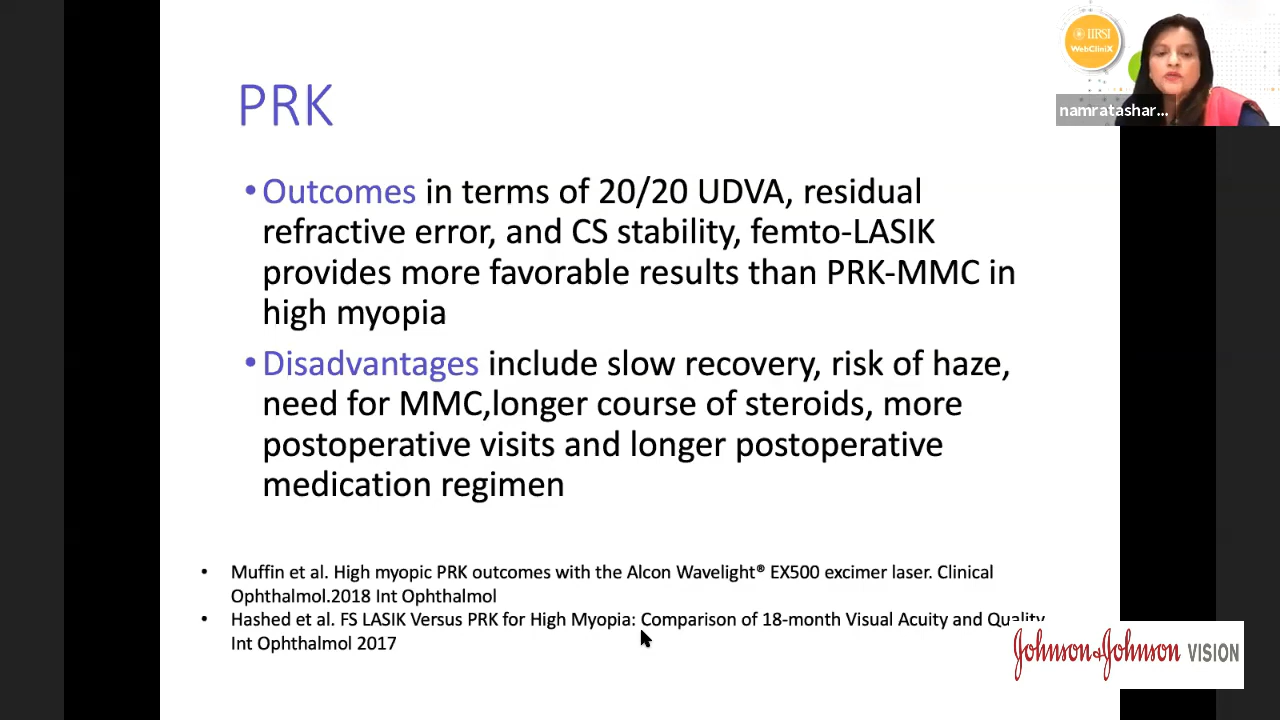 PRK
•Outcomes in terms of 20/20 UDVA, residual
refractive error, and CS stability, femto-LASIK
provides more favorable results than PRK-MMC in
high myopia
•Disadvantages include slow recovery, risk of haze,
need for MMC,longer course of steroids, more
postoperative visits and longer postoperative
medication regimen
• Muffin et al. High myopic PRK outcomes with the Alcon Wavelight® EX500 excimer laser. Clinical
Ophthalmol.2018 Int Ophthalmol
• Hashed et al. FS LASIK Versus PRK for High Myopia: Comparison of 18-month Visual Acuity and Quality
Int Ophthalmol 2017
IIRSI
WebCliniX
namratashar...
Johnson&Johnson VISION